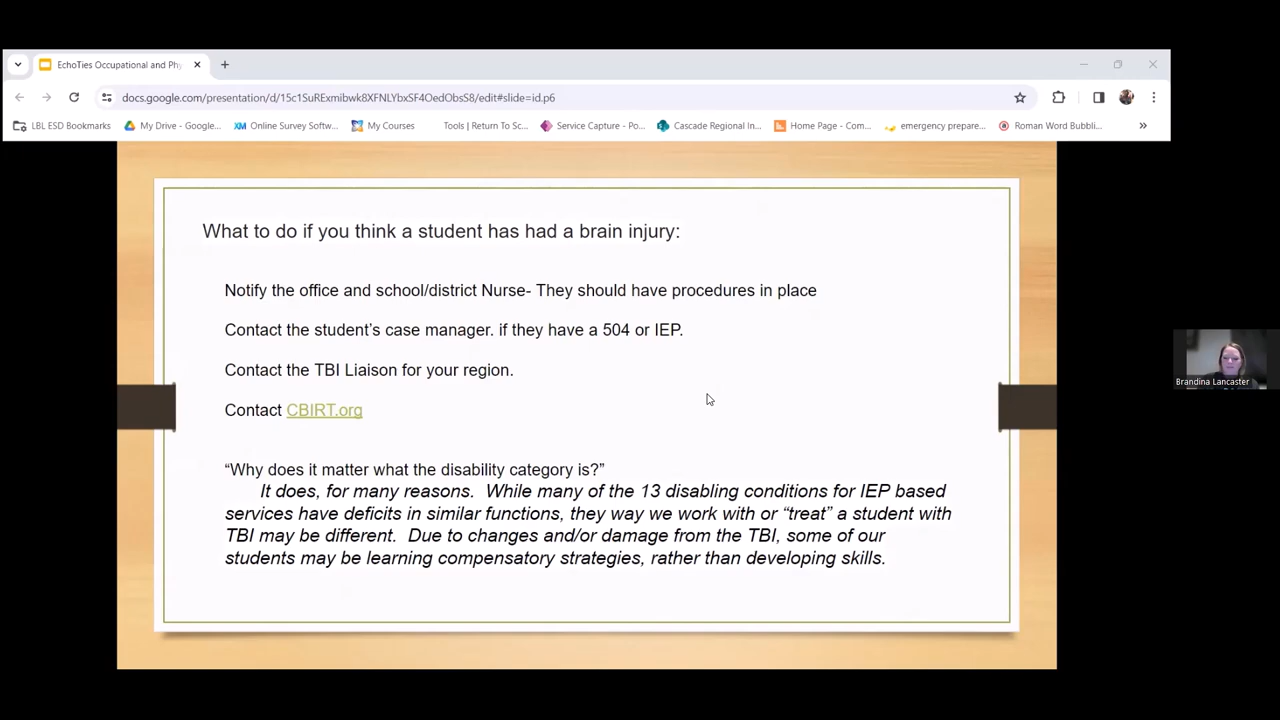 EchoTies Occupational and Phy
docs.google.com/presentation/d/15c1SuRExmibwk8XFNLYbxSF4OedObsS8/edit#slide=id.p6
LBL ESD Bookmarks My Drive - Google... Online Survey Softw... My Courses Tools | Return To Sc... Service Capture - Po... Cascade Regional In... Home Page - Com... emergency prepare... Roman Word Bubbli...
What to do if you think a student has had a brain injury:
Notify the office and school/district Nurse- They should have procedures in place
Contact the student’s case manager. if they have a 504 or IEP.
Contact the TBI Liaison for your region.
Contact CBIRT.org
Brandina Lancaster
“Why does it matter what the disability category is?”
It does, for many reasons. While many of the 13 disabling conditions for IEP based
services have deficits in similar functions, they way we work with or “treat” a student with
TBI may be different. Due to changes and/or damage from the TBI, some of our
students may be learning compensatory strategies, rather than developing skills.